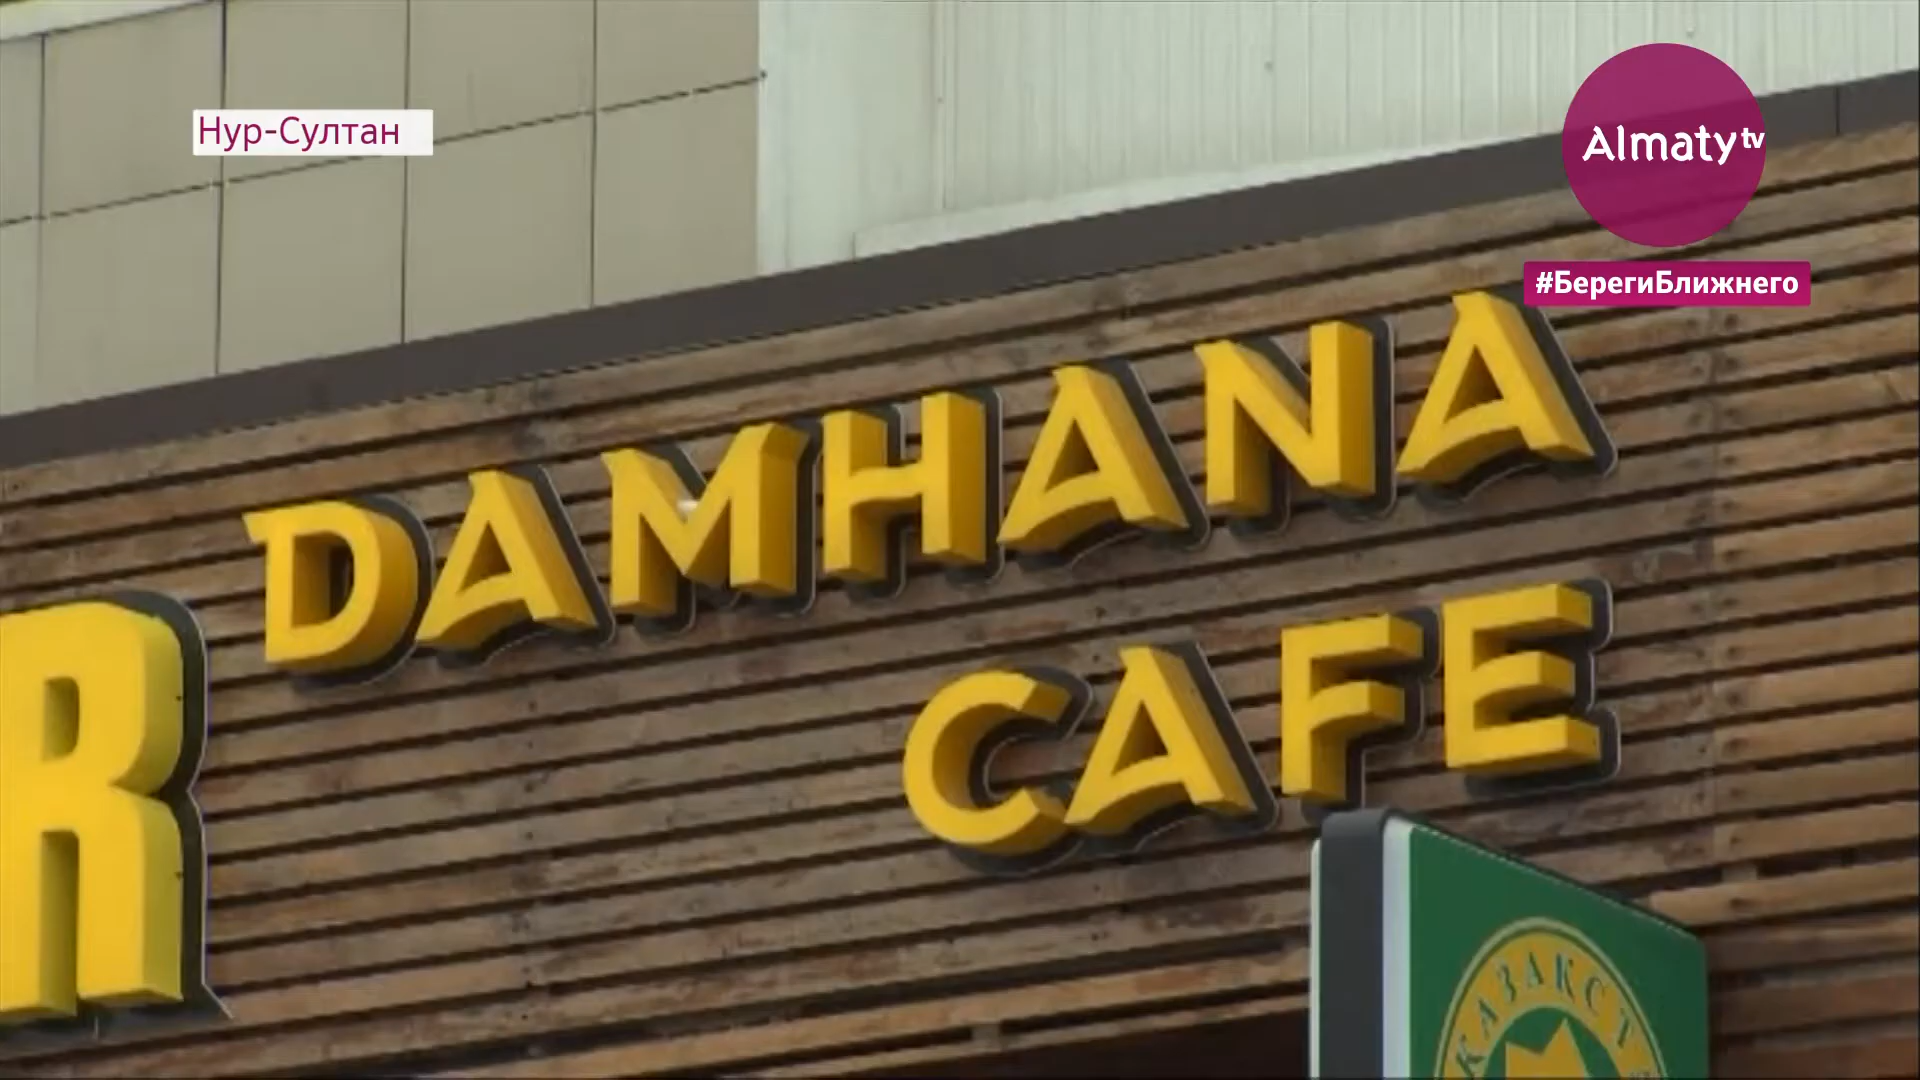 Нур-Султан
Almaty tv
#БерегиБлижнего
DAMHANA
CAFE
R